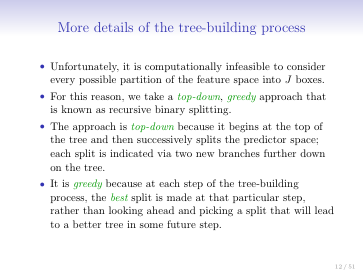 More details of the tree-building process
• Unfortunately, it is computationally infeasible to consider
every possible partition of the feature space into J boxes.
• For this reason, we take a top-down, greedy approach that
is known as recursive binary splitting.
• The approach is top-down because it begins at the top of
the tree and then successively splits the predictor space;
each split is indicated via two new branches further down
on the tree.
• It is greedy because at each step of the tree-building
process, the best split is made at that particular step,
rather than looking ahead and picking a split that will lead
to a better tree in some future step.
12 / 51